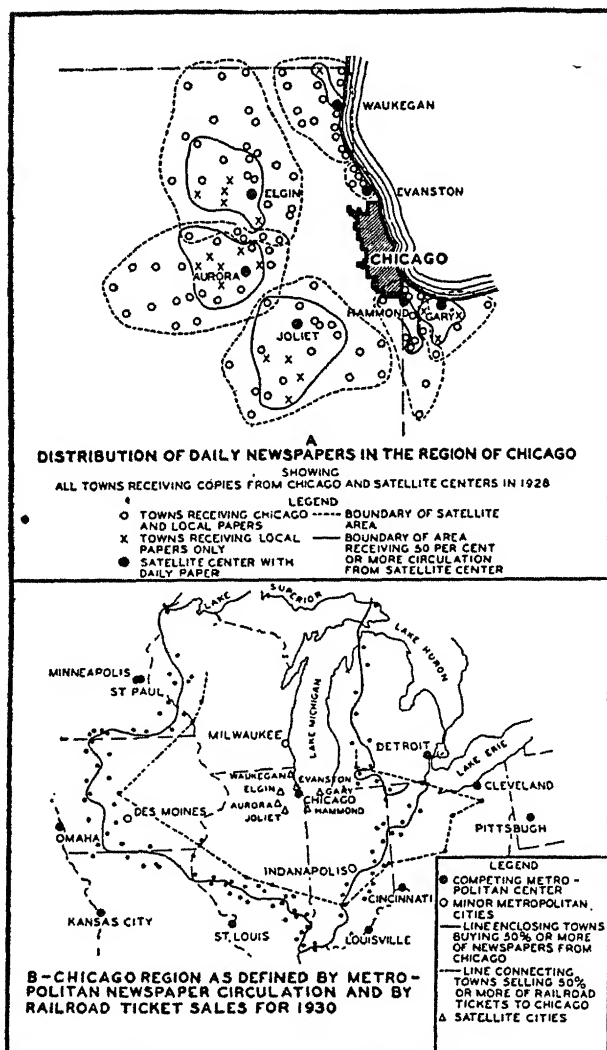 WAUKEGAN
ELGIN
EVANSTON
CHICAGO
AURORA
HAMMOND
GARY
JOLIET
A
DISTRIBUTION OF DAILY NEWSPAPERS IN THE REGION OF CHICAGO
SHOWING
ALL TOWNS RECEIVING COPIES FROM CHICAGO AND SATELLITE CENTERS IN 1928
LEGEND
TOWNS RECEIVING CHICAGO
AND LOCAL PAPERS
TOWNS RECEIVING LOCAL
PAPERS ONLY
SATELLITE CENTER WITH
DAILY PAPER
BOUNDARY OF SATELLITE
AREA
BOUNDARY OF AREA
RECEIVING 50 PER CENT
OR MORE CIRCULATION
FROM SATELLITE CENTER
LAKE SUPERIOR
LAKE HURON
MINNEAPOLIS
ST PAUL
MILWAUKEE
LAKE MICHIGAN
DETROIT
LAKE ERIE
WAUKEGAN
EVANSTON
ELGIN
GARY
CLEVELAND
AURORA
CHICAGO
DES MOINES
JOLIET
HAMMOND
OMAHA
PITTSBUGH
INDIANAPOLIS
KANSAS CITY
ST. LOUIS
CINCINNATI
LOUISVILLE
B-CHICAGO REGION AS DEFINED BY METRO-
POLITAN NEWSPAPER CIRCULATION AND BY
RAILROAD TICKET SALES FOR 1930
LEGEND
COMPETING METRO-
POLITAN CENTER
MINOR METROPOLITAN
CITIES
LINE ENCLOSING TOWNS
BUYING 50% OR MORE
OF NEWSPAPERS FROM
CHICAGO
LINE CONNECTING
TOWNS SELLING 50%
OR MORE OF RAILROAD
TICKETS TO CHICAGO
SATELLITE CITIES